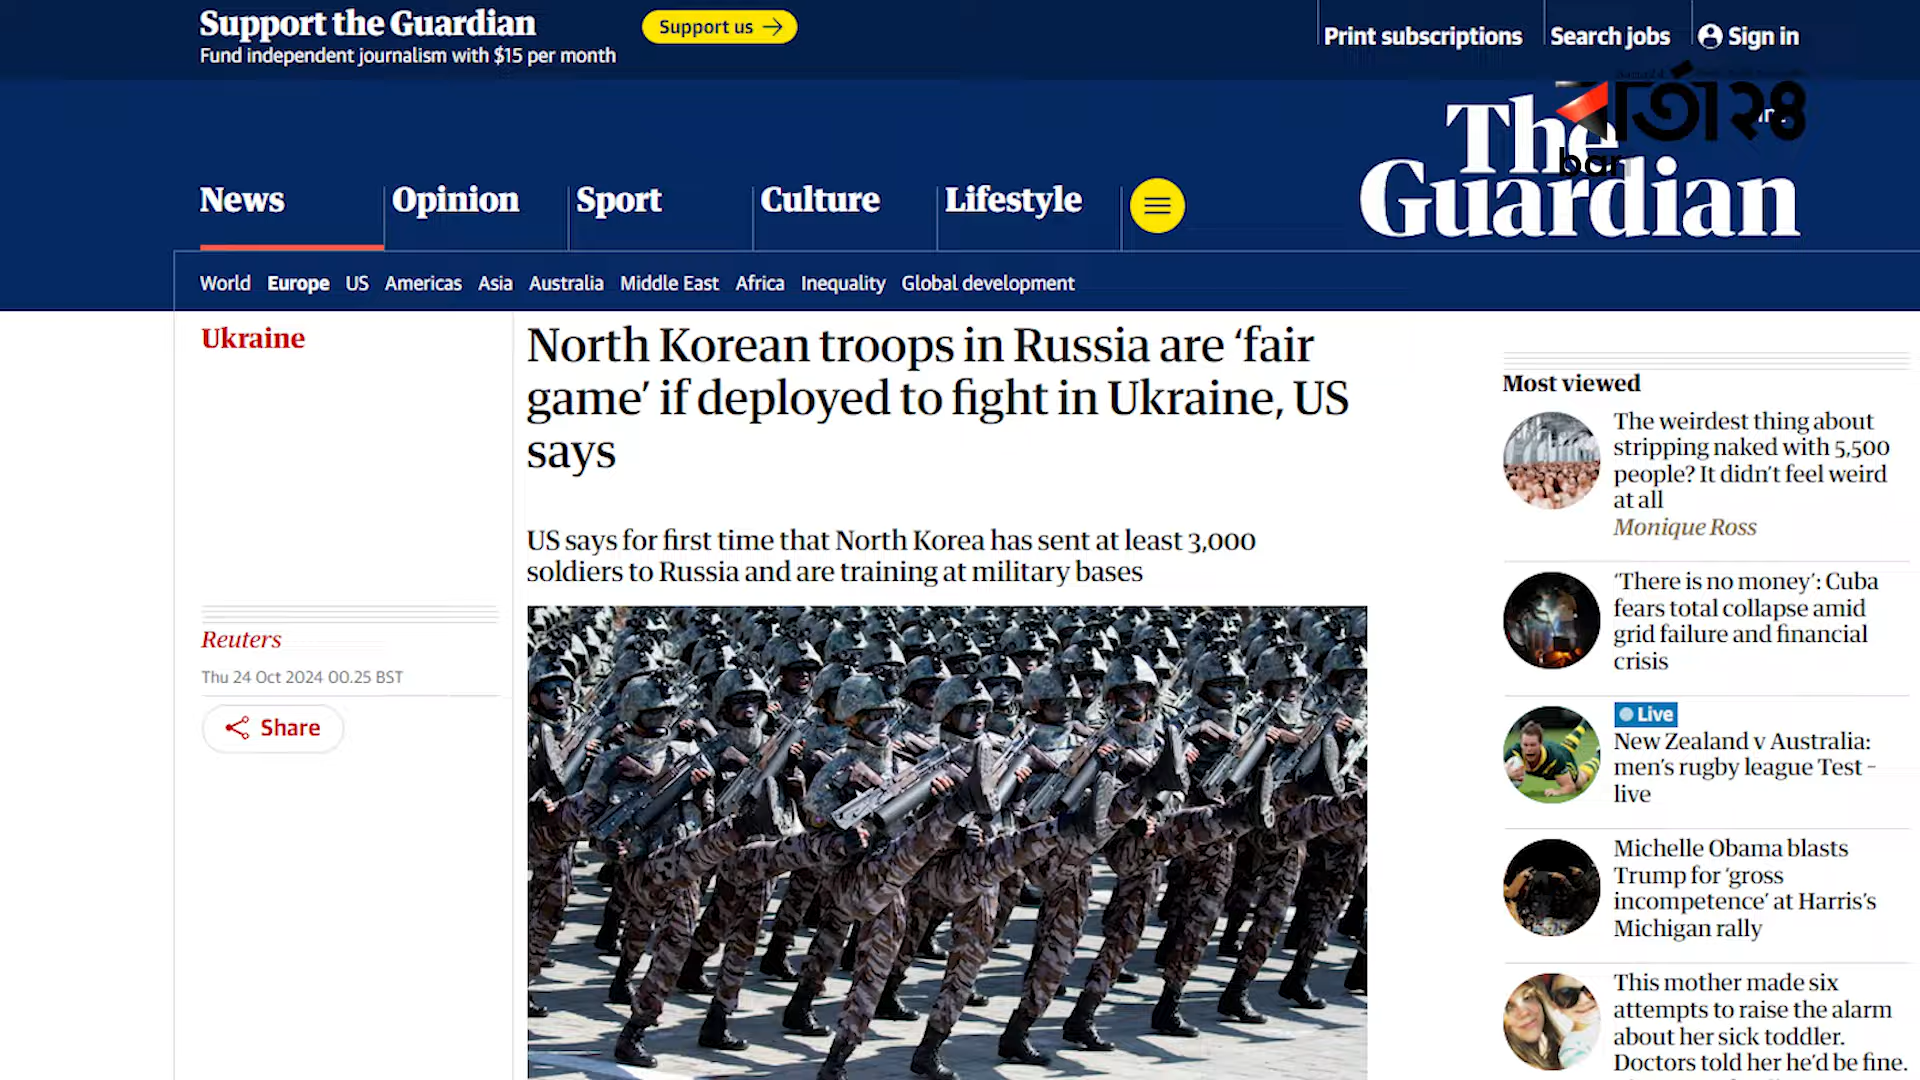 Support the Guardian
Fund independent journalism with $15 per month
Support us
Print subscriptions
Search jobs
Sign in
বার্তা২৪
bar
The
Guardian
News
Opinion
Sport
Culture
Lifestyle
World
Europe
US
Americas
Asia
Australia
Middle East
Africa
Inequality
Global development
Ukraine
North Korean troops in Russia are ‘fair
game’ if deployed to fight in Ukraine, US
says
US says for first time that North Korea has sent at least 3,000
soldiers to Russia and are training at military bases
Reuters
Thu 24 Oct 2024 00.25 BST
Share
Most viewed
The weirdest thing about
stripping naked with 5,500
people? It didn’t feel weird
at all
Monique Ross
‘There is no money’: Cuba
fears total collapse amid
grid failure and financial
crisis
Live
New Zealand v Australia:
men’s rugby league Test –
live
Michelle Obama blasts
Trump for ‘gross
incompetence’ at Harris’s
Michigan rally
This mother made six
attempts to raise the alarm
about her sick toddler.
Doctors told her he’d be fine.